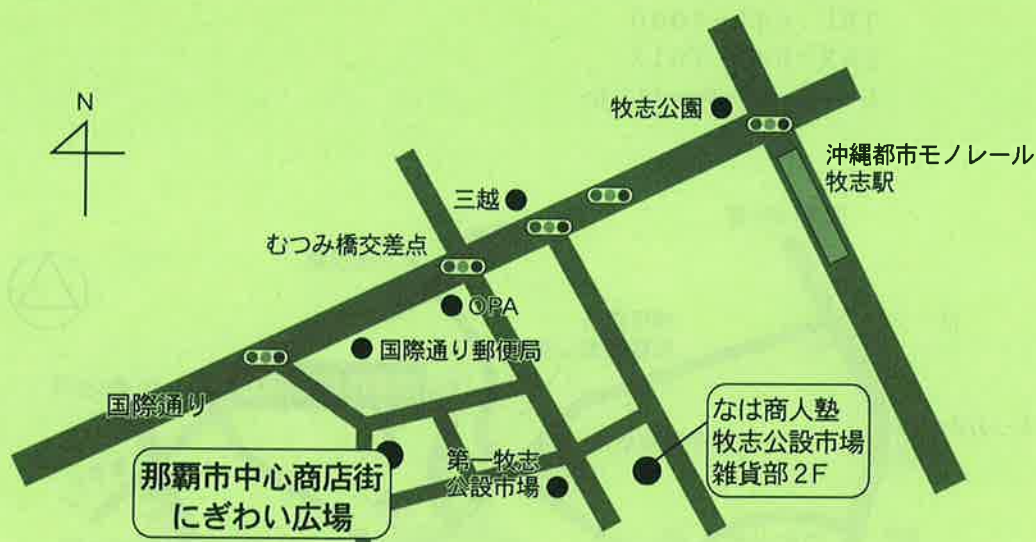 N
牧志公園
沖縄都市モノレール
牧志駅
三越
むつみ橋交差点
OPA
国際通り郵便局
国際通り
なは商人塾
牧志公設市場
雑貨部2F
第一牧志
公設市場
那覇市中心商店街
にぎわい広場